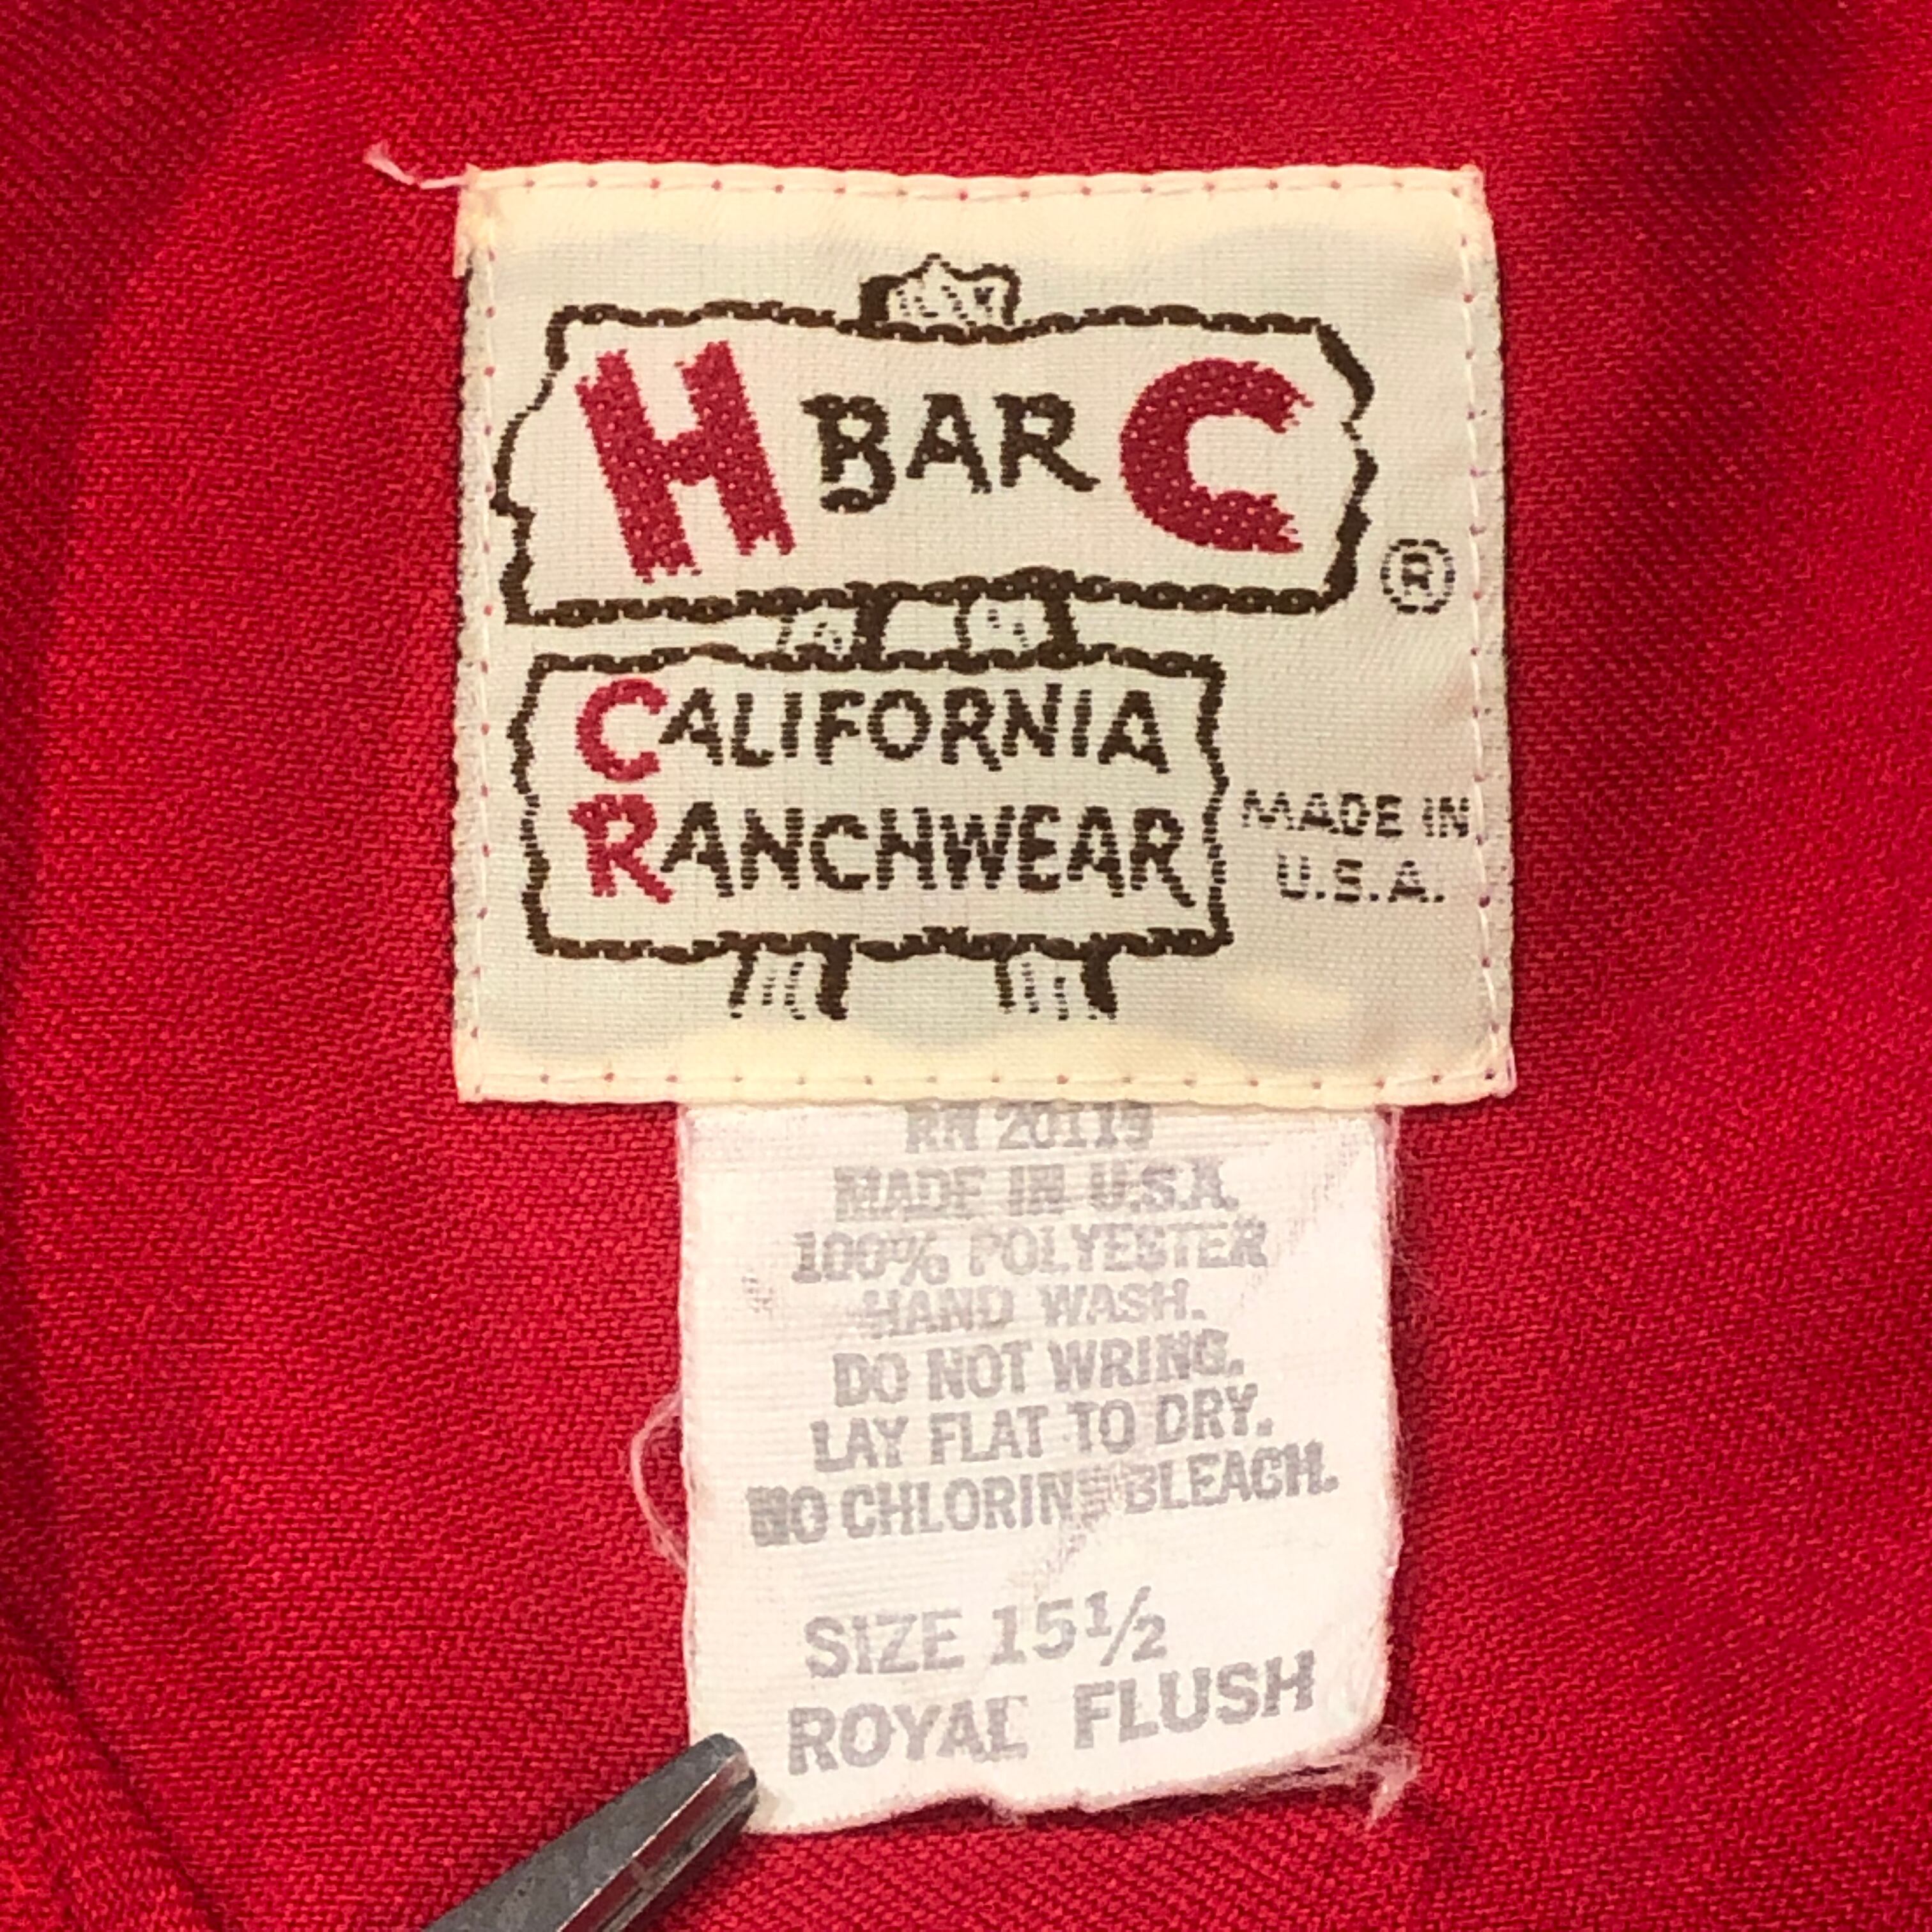 H BAR C
®
CALIFORNIA
RANCHWEAR
MADE IN
U.S.A.
RN 20119
MADE IN U.S.A.
100% POLYESTER
HAND WASH.
DO NOT WRING.
LAY FLAT TO DRY.
NO CHLORINE BLEACH.
SIZE 15½
ROYAL FLUSH